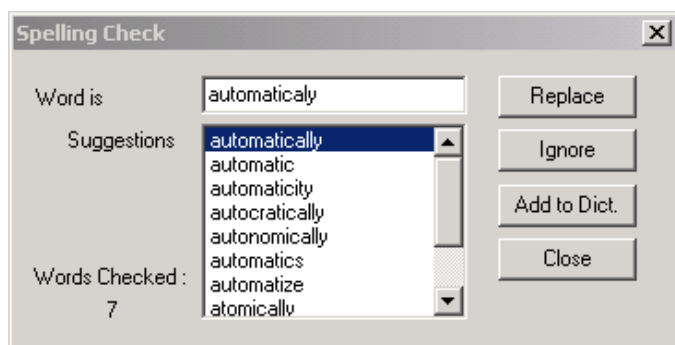 Spelling Check
Word is
automaticaly
Replace
Suggestions
automatically
automatic
automaticity
autocratically
autonomically
automatics
automatize
atomically
Ignore
Add to Dict.
Close
Words Checked :
7